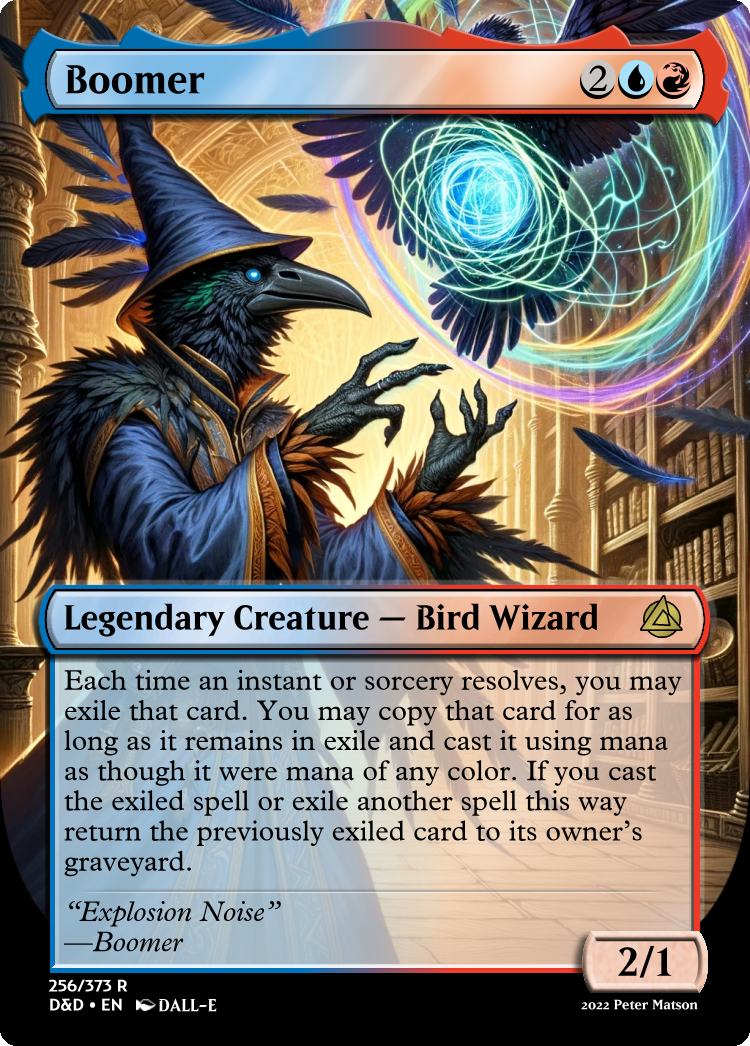 Boomer 2
Legendary Creature — Bird Wizard
Each time an instant or sorcery resolves, you may
exile that card. You may copy that card for as
long as it remains in exile and cast it using mana
as though it were mana of any color. If you cast
the exiled spell or exile another spell this way
return the previously exiled card to its owner's
graveyard.
“Explosion Noise”
—Boomer
2/1
256/373 R
D&D • EN DALL-E
2022 Peter Matson